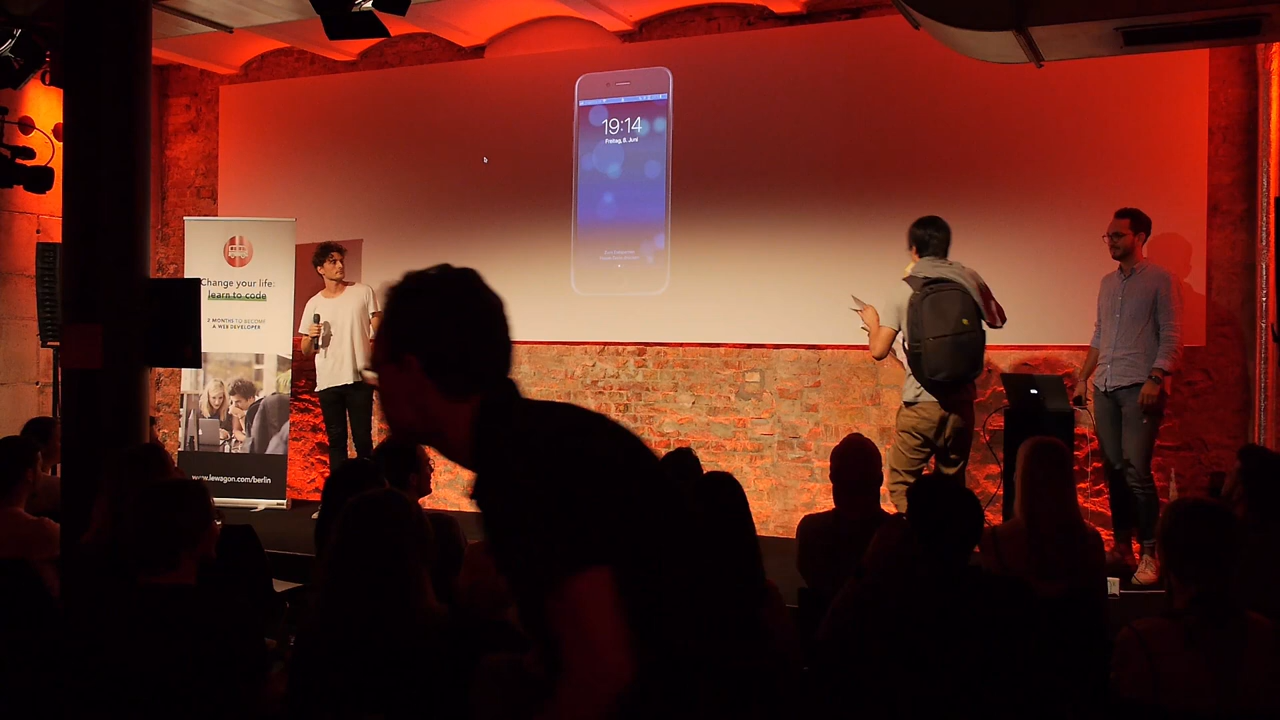 19:14
Freitag, 8. Juni
Change your life:
learn to code
2 MONTHS TO BECOME
A WEB DEVELOPER
www.lewagon.com/berlin